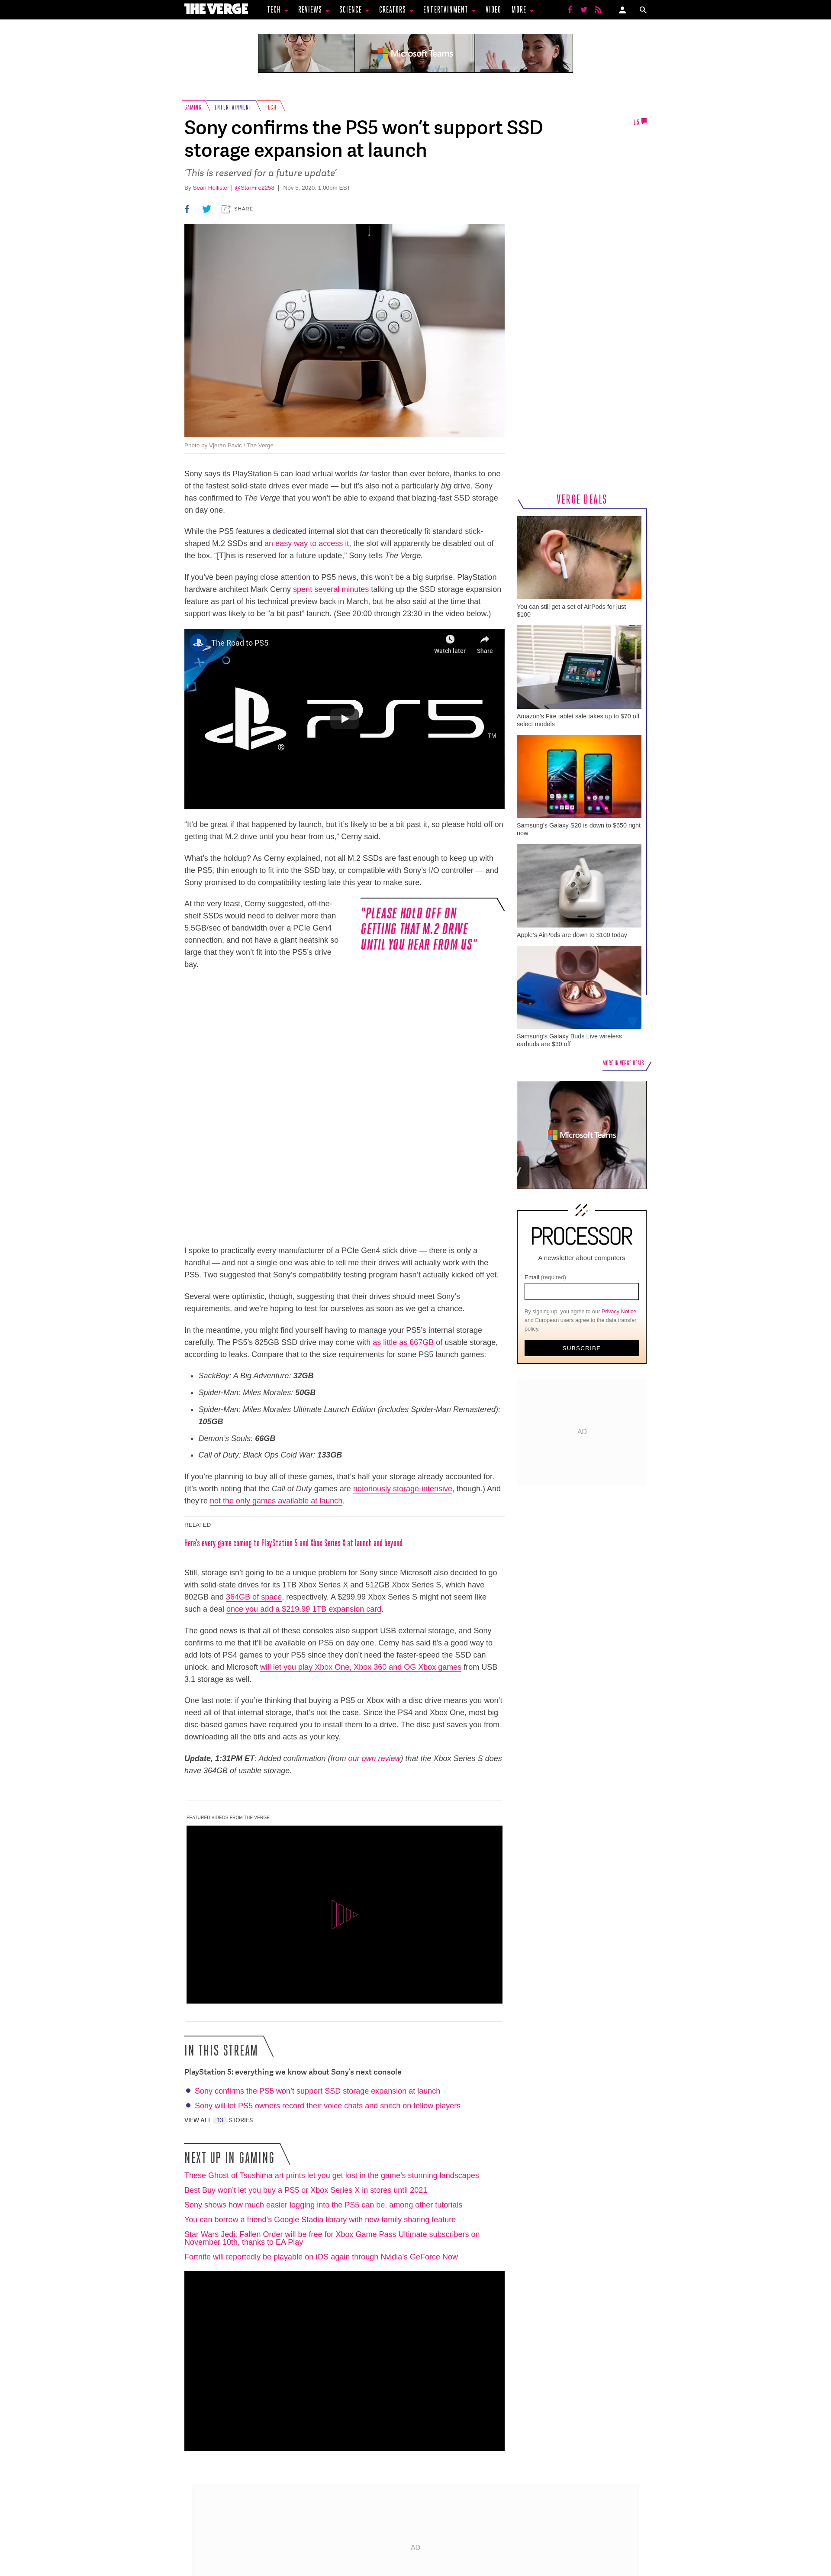 THE VERGE
TECH
REVIEWS
SCIENCE
CREATORS
ENTERTAINMENT
VIDEO
MORE
Microsoft Teams
GAMING
ENTERTAINMENT
TECH
Sony confirms the PS5 won’t support SSD
storage expansion at launch
15
‘This is reserved for a future update’
By Sean Hollister | @StarFire2258 | Nov 5, 2020, 1:00pm EST
SHARE
Photo by Vjeran Pavic / The Verge
Sony says its PlayStation 5 can load virtual worlds far faster than ever before, thanks to one
of the fastest solid-state drives ever made — but it’s also not a particularly big drive. Sony
has confirmed to The Verge that you won’t be able to expand that blazing-fast SSD storage
on day one.
While the PS5 features a dedicated internal slot that can theoretically fit standard stick-
shaped M.2 SSDs and an easy way to access it, the slot will apparently be disabled out of
the box. “[T]his is reserved for a future update,” Sony tells The Verge.
If you’ve been paying close attention to PS5 news, this won’t be a big surprise. PlayStation
hardware architect Mark Cerny spent several minutes talking up the SSD storage expansion
feature as part of his technical preview back in March, but he also said at the time that
support was likely to be “a bit past” launch. (See 20:00 through 23:30 in the video below.)
The Road to PS5
Watch later
Share
PS5
TM
®
“It’d be great if that happened by launch, but it’s likely to be a bit past it, so please hold off on
getting that M.2 drive until you hear from us,” Cerny said.
What’s the holdup? As Cerny explained, not all M.2 SSDs are fast enough to keep up with
the PS5, thin enough to fit into the SSD bay, or compatible with Sony’s I/O controller — and
Sony promised to do compatibility testing late this year to make sure.
At the very least, Cerny suggested, off-the-
shelf SSDs would need to deliver more than
5.5GB/sec of bandwidth over a PCIe Gen4
connection, and not have a giant heatsink so
large that they won’t fit into the PS5’s drive
bay.
"PLEASE HOLD OFF ON
GETTING THAT M.2 DRIVE
UNTIL YOU HEAR FROM US"
I spoke to practically every manufacturer of a PCIe Gen4 stick drive — there is only a
handful — and not a single one was able to tell me their drives will actually work with the
PS5. Two suggested that Sony’s compatibility testing program hasn’t actually kicked off yet.
Several were optimistic, though, suggesting that their drives should meet Sony’s
requirements, and we’re hoping to test for ourselves as soon as we get a chance.
In the meantime, you might find yourself having to manage your PS5’s internal storage
carefully. The PS5’s 825GB SSD drive may come with as little as 667GB of usable storage,
according to leaks. Compare that to the size requirements for some PS5 launch games:
SackBoy: A Big Adventure: 32GB
Spider-Man: Miles Morales: 50GB
Spider-Man: Miles Morales Ultimate Launch Edition (includes Spider-Man Remastered):
105GB
Demon’s Souls: 66GB
Call of Duty: Black Ops Cold War: 133GB
If you’re planning to buy all of these games, that’s half your storage already accounted for.
(It’s worth noting that the Call of Duty games are notoriously storage-intensive, though.) And
they’re not the only games available at launch.
RELATED
Here’s every game coming to PlayStation 5 and Xbox Series X at launch and beyond
Still, storage isn’t going to be a unique problem for Sony since Microsoft also decided to go
with solid-state drives for its 1TB Xbox Series X and 512GB Xbox Series S, which have
802GB and 364GB of space, respectively. A $299.99 Xbox Series S might not seem like
such a deal once you add a $219.99 1TB expansion card.
The good news is that all of these consoles also support USB external storage, and Sony
confirms to me that it’ll be available on PS5 on day one. Cerny has said it’s a good way to
add lots of PS4 games to your PS5 since they don’t need the faster-speed the SSD can
unlock, and Microsoft will let you play Xbox One, Xbox 360 and OG Xbox games from USB
3.1 storage as well.
One last note: if you’re thinking that buying a PS5 or Xbox with a disc drive means you won’t
need all of that internal storage, that’s not the case. Since the PS4 and Xbox One, most big
disc-based games have required you to install them to a drive. The disc just saves you from
downloading all the bits and acts as your key.
Update, 1:31PM ET: Added confirmation (from our own review) that the Xbox Series S does
have 364GB of usable storage.
FEATURED VIDEOS FROM THE VERGE
IN THIS STREAM
PlayStation 5: everything we know about Sony’s next console
Sony confirms the PS5 won’t support SSD storage expansion at launch
Sony will let PS5 owners record their voice chats and snitch on fellow players
VIEW ALL 13 STORIES
NEXT UP IN GAMING
These Ghost of Tsushima art prints let you get lost in the game’s stunning landscapes
Best Buy won’t let you buy a PS5 or Xbox Series X in stores until 2021
Sony shows how much easier logging into the PS5 can be, among other tutorials
You can borrow a friend’s Google Stadia library with new family sharing feature
Star Wars Jedi: Fallen Order will be free for Xbox Game Pass Ultimate subscribers on
November 10th, thanks to EA Play
Fortnite will reportedly be playable on iOS again through Nvidia’s GeForce Now
VERGE DEALS
You can still get a set of AirPods for just
$100
Amazon’s Fire tablet sale takes up to $70 off
select models
Samsung’s Galaxy S20 is down to $650 right
now
Apple’s AirPods are down to $100 today
Samsung’s Galaxy Buds Live wireless
earbuds are $30 off
MORE IN VERGE DEALS
Microsoft Teams
PROCESSOR
A newsletter about computers
Email (required)
By signing up, you agree to our Privacy Notice
and European users agree to the data transfer
policy.
SUBSCRIBE
AD
AD